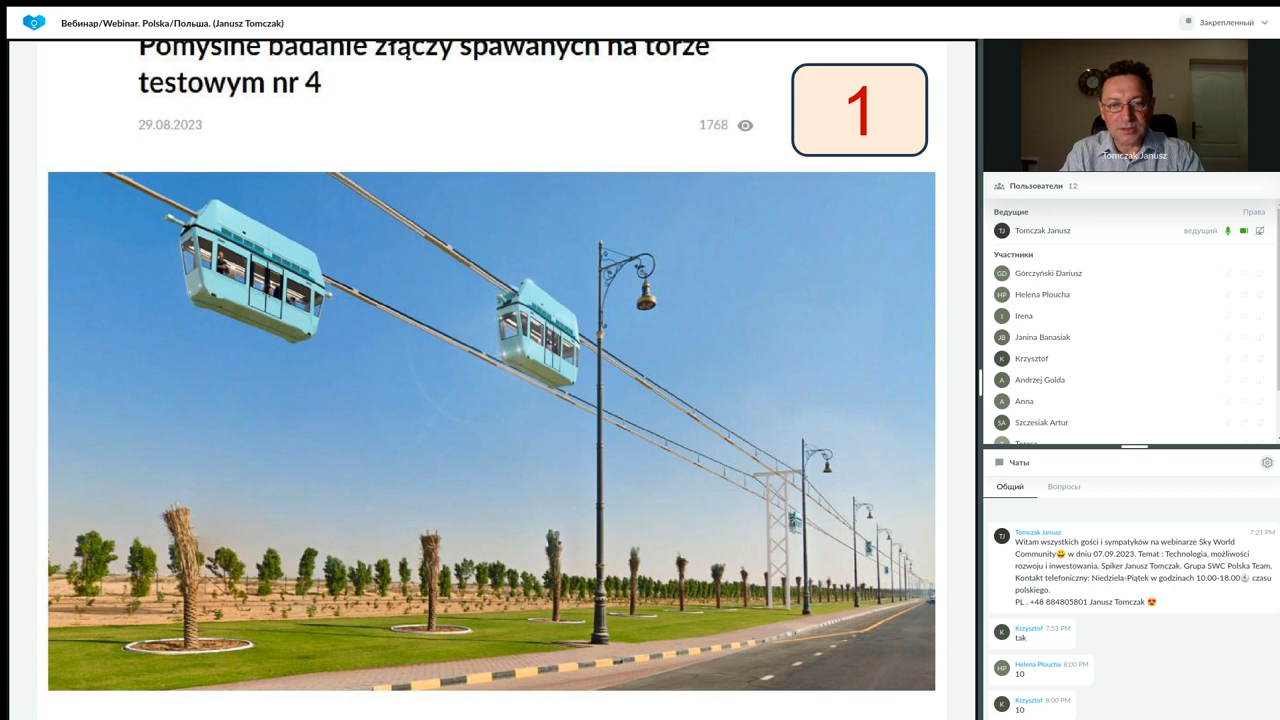 Вебинар/Webinar. Polska/Польша. (Janusz Tomczak)
Закрепленный
Pomyślne badanie złączy spawanych na torze
testowym nr 4
29.08.2023
1768
1
Tomczak Janusz
Пользователи 12
Ведущие Права
TJ Tomczak Janusz ведущий
Участники
GD Górczyński Dariusz
HP Helena Ploucha
I Irena
JB Janina Banasiak
K Krzysztof
A Andrzej Golda
A Anna
SA Szczesiak Artur
Чаты
Общий Вопросы
TJ Tomczak Janusz 7:21 PM
Witam wszystkich gości i sympatyków na webinarze Sky World
Community😀 w dniu 07.09.2023. Temat : Technologia, możliwości
rozwoju i inwestowania. Spiker Janusz Tomczak. Grupa SWC Polska Team.
Kontakt telefoniczny: Niedziela-Piątek w godzinach 10.00-18.00⏱ czasu
polskiego.
PL . +48 884805801 Janusz Tomczak 😍
K Krzysztof 7:53 PM
tak
HP Helena Ploucha 8:00 PM
10
K Krzysztof 8:00 PM
10